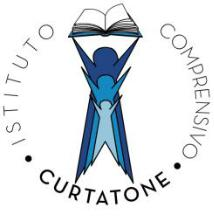 ISTITUTO
COMPRENSIVO
• CURTATONE •